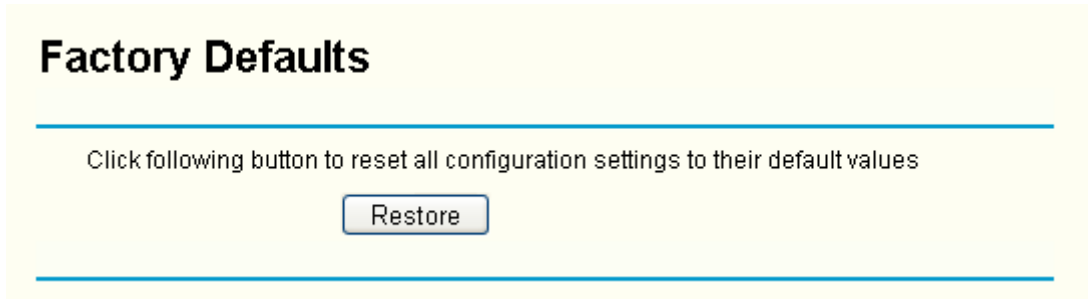 Factory Defaults
Click following button to reset all configuration settings to their default values
Restore